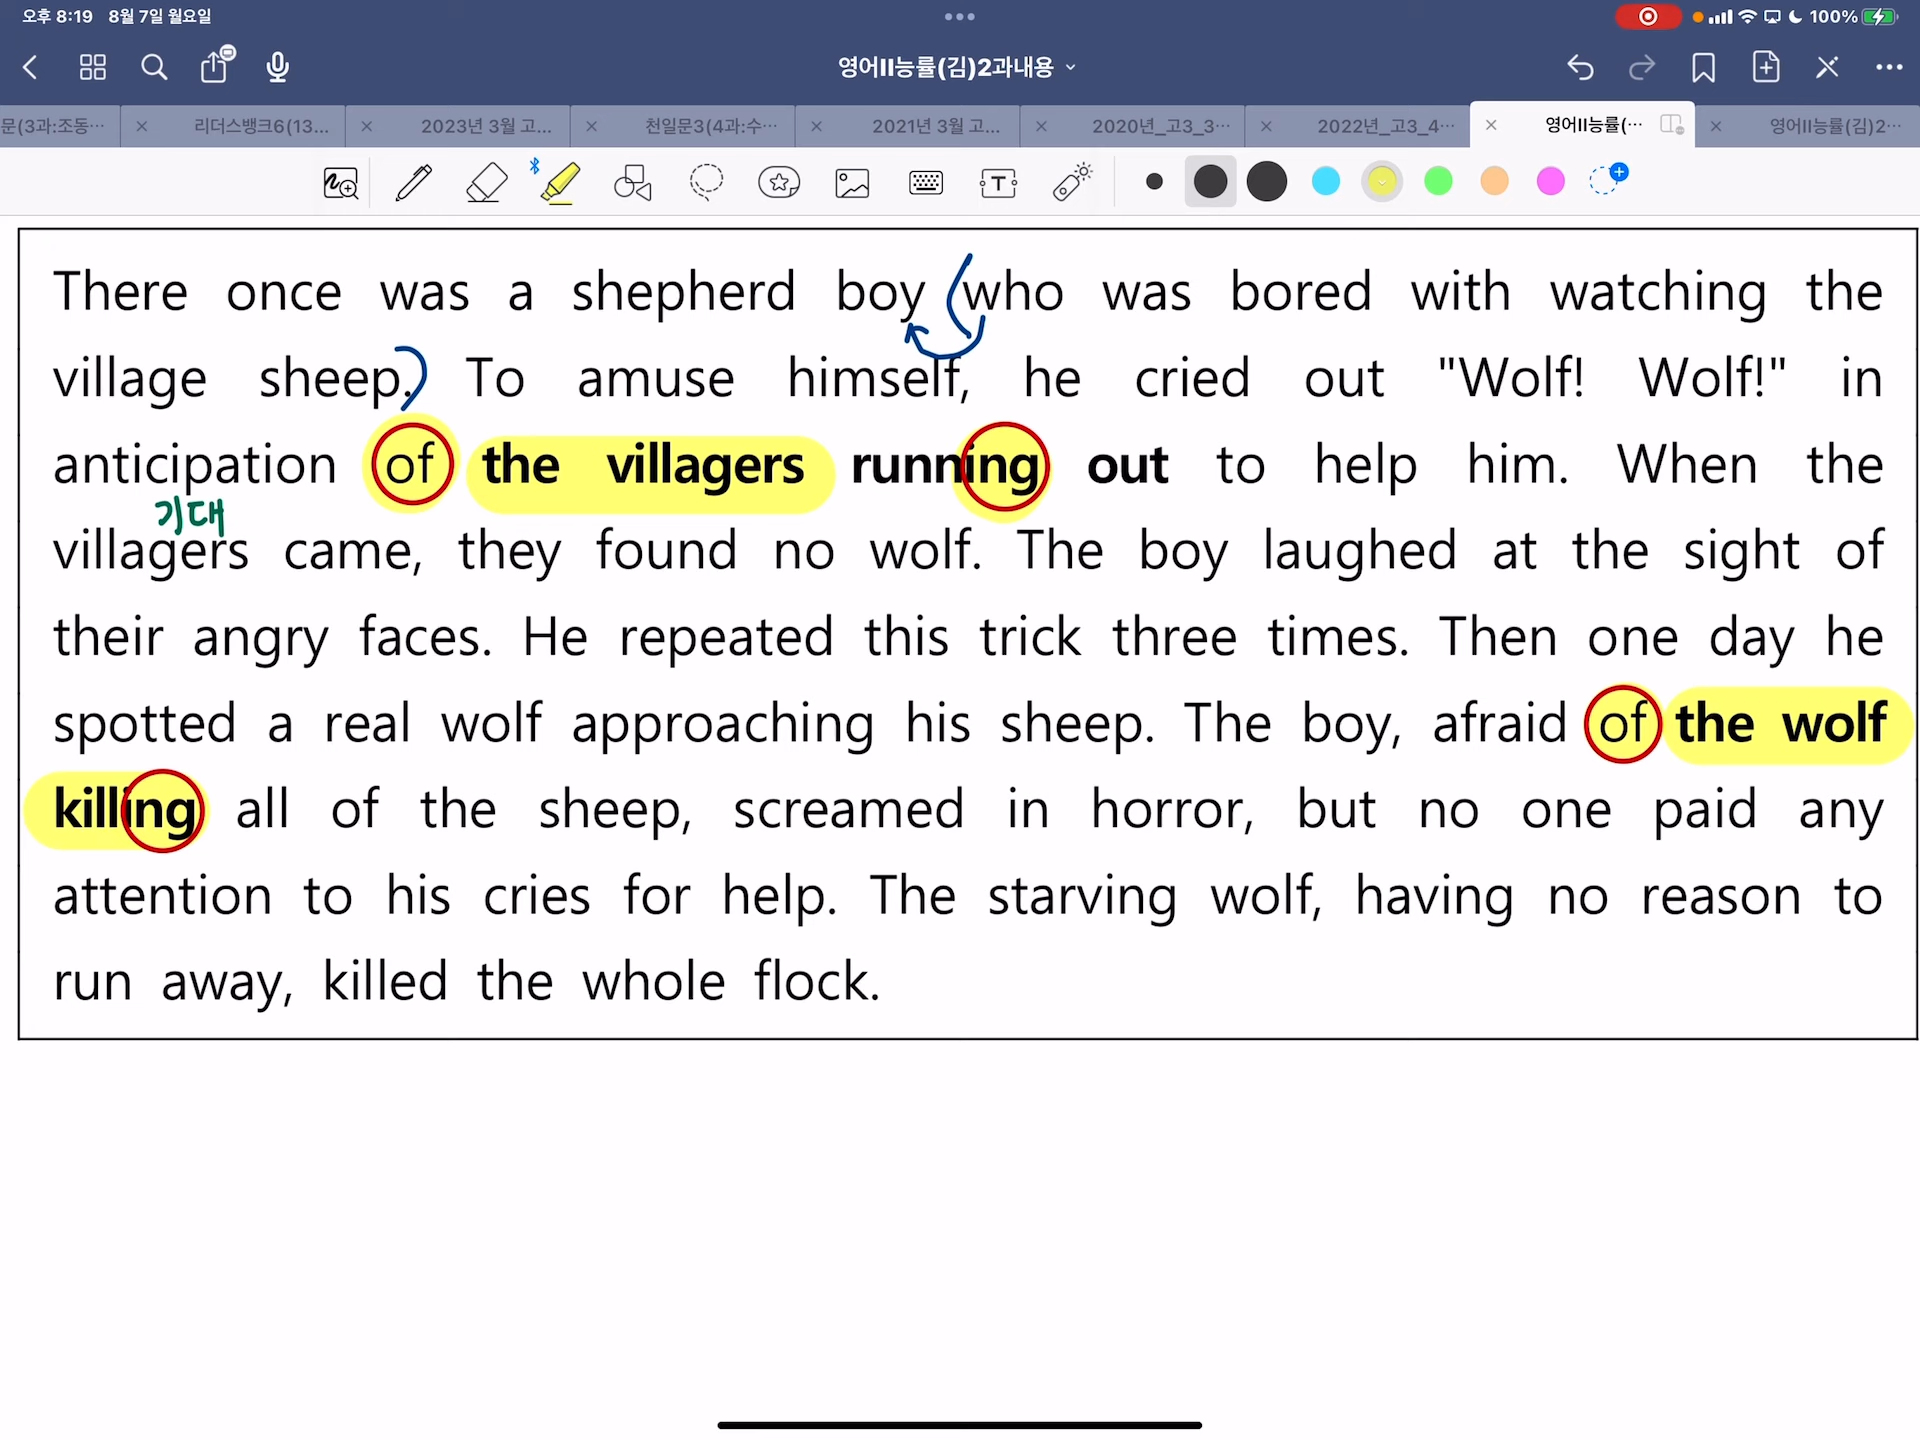 오후 8:19 8월 7일 월요일
100%
영어II능률(김)2과내용
문(3과:조동…
리더스뱅크6(13...
2023년 3월 고...
천일문3(4과:수…
2021년 3월 고...
2020년_고3_3…
2022년_고3_4…
영어II능률(…
영어II능률(김)2…
There once was a shepherd boy (who was bored with watching the
village sheep.) To amuse himself, he cried out "Wolf! Wolf!" in
anticipation of the villagers running out to help him. When the
기대
villagers came, they found no wolf. The boy laughed at the sight of
their angry faces. He repeated this trick three times. Then one day he
spotted a real wolf approaching his sheep. The boy, afraid of the wolf
killing all of the sheep, screamed in horror, but no one paid any
attention to his cries for help. The starving wolf, having no reason to
run away, killed the whole flock.